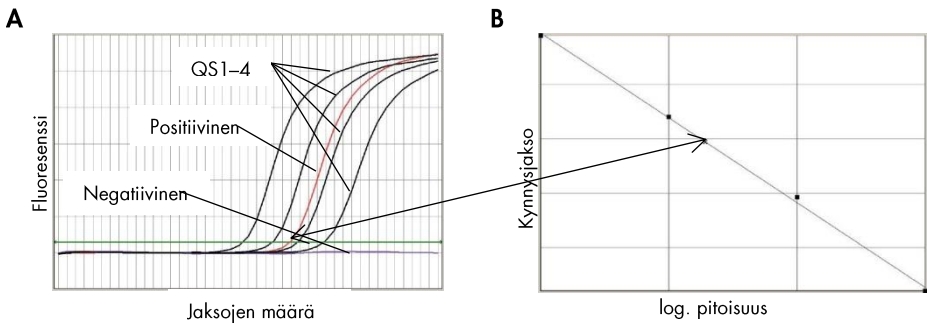 A
B
QS1–4
Positiivinen
Negatiivinen
Fluoresenssi
Jaksojen määrä
Kynnysjakso
log. pitoisuus